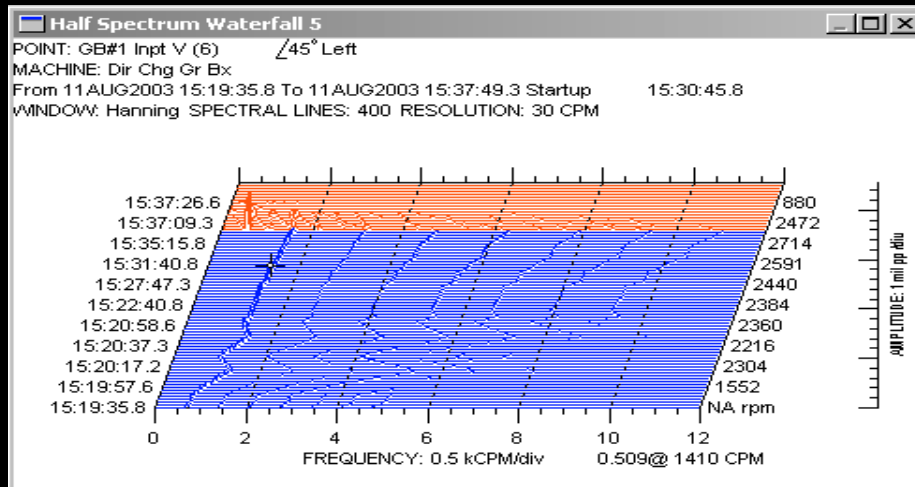 Half Spectrum Waterfall 5
POINT: GB#1 Inpt V (6) ∠45° Left
MACHINE: Dir Chg Gr Bx
From 11AUG2003 15:19:35.8 To 11AUG2003 15:37:49.3 Startup 15:30:45.8
WINDOW: Hanning SPECTRAL LINES: 400 RESOLUTION: 30 CPM
15:37:26.6 880
15:37:09.3 2472
15:35:15.8 2714
15:31:40.8 2591
15:27:47.3 2440
15:22:40.8 2384
15:20:58.6 2360
15:20:37.3 2216
15:20:17.2 2304
15:19:57.6 1552
15:19:35.8 NA rpm
AMPLITUDE: 1 mil pp/div
0 2 4 6 8 10 12
FREQUENCY: 0.5 kCPM/div 0.509@ 1410 CPM